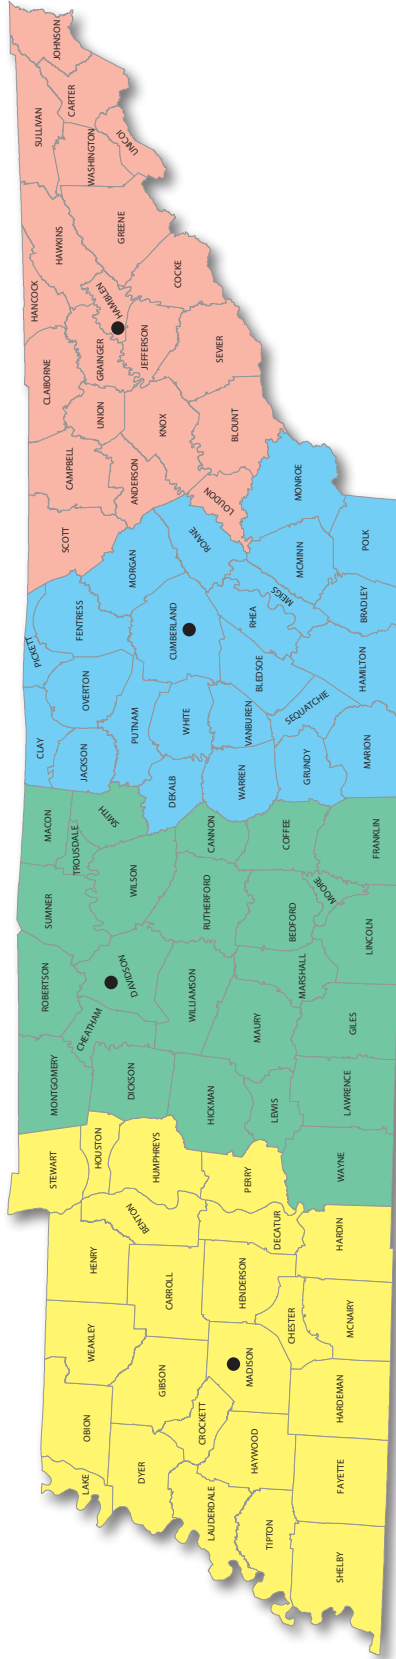 JOHNSON
CARTER
SULLIVAN
UNICOI
WASHINGTON
GREENE
HAWKINS
COCKE
HANCOCK
HAMBLEN
JEFFERSON
GRAINGER
SEVIER
CLAIBORNE
UNION
KNOX
BLOUNT
CAMPBELL
ANDERSON
LOUDON
SCOTT
MONROE
ROANE
POLK
MCMINN
MORGAN
MEIGS
BRADLEY
RHEA
CUMBERLAND
FENTRESS
PICKETT
HAMILTON
BLEDSOE
OVERTON
SEQUATCHIE
PUTNAM
WHITE
VANBUREN
CLAY
JACKSON
MARION
GRUNDY
WARREN
DEKALB
SMITH
MACON
TROUSDALE
CANNON
COFFEE
FRANKLIN
WILSON
MOORE
RUTHERFORD
SUMNER
BEDFORD
LINCOLN
DAVIDSON
MARSHALL
ROBERTSON
WILLIAMSON
GILES
MAURY
CHEATHAM
MONTGOMERY
DICKSON
HICKMAN
LEWIS
LAWRENCE
WAYNE
HOUSTON
HUMPHREYS
STEWART
PERRY
BENTON
DECATUR
HARDIN
HENRY
CARROLL
HENDERSON
CHESTER
MCNAIRY
WEAKLEY
GIBSON
MADISON
HARDEMAN
OBION
CROCKETT
HAYWOOD
DYER
LAKE
FAYETTE
LAUDERDALE
TIPTON
SHELBY